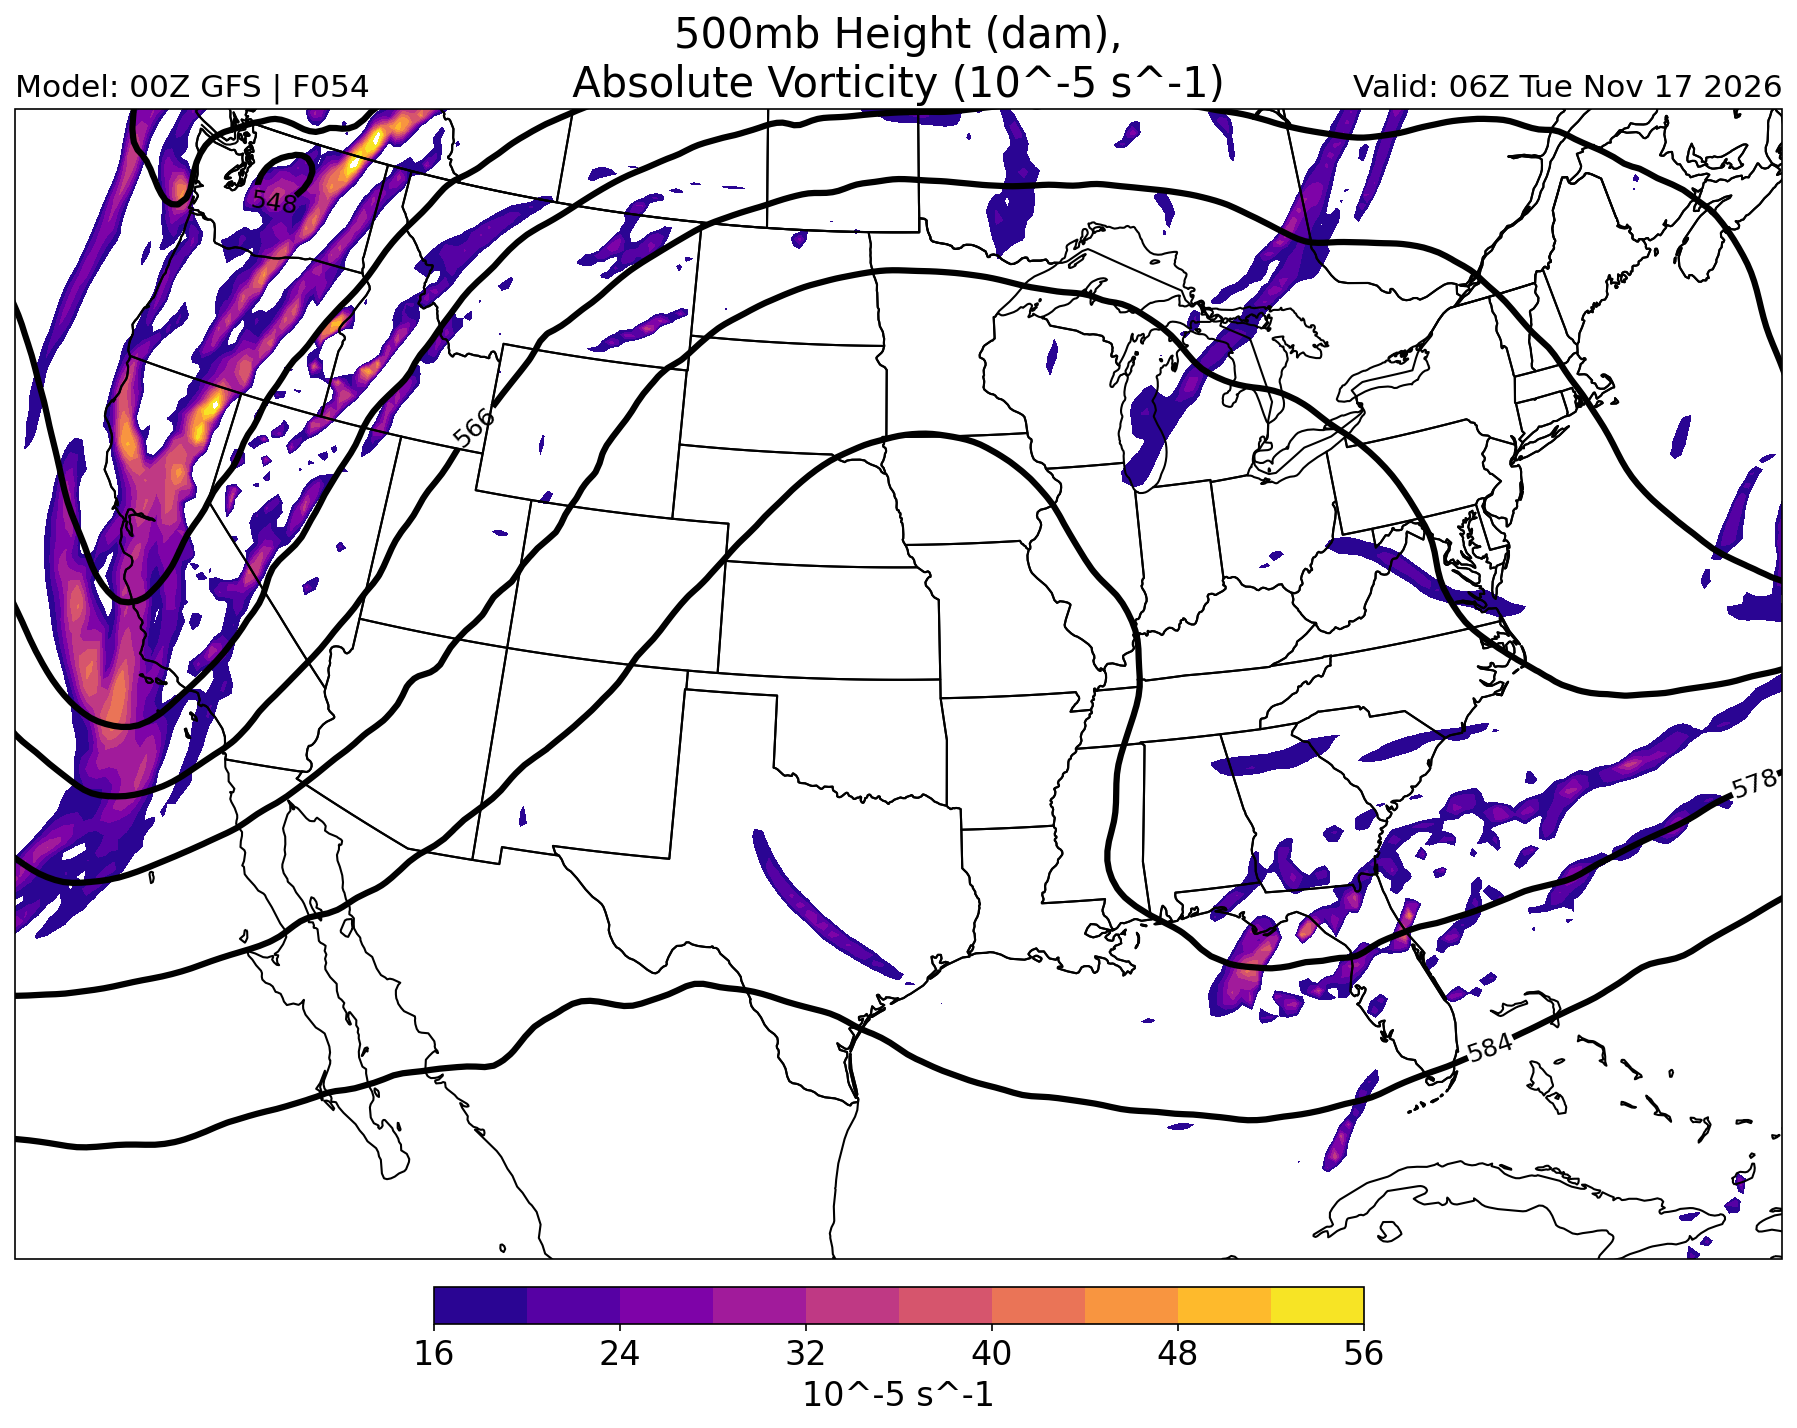 500mb Height (dam),
Absolute Vorticity (10^-5 s^-1)
Model: 00Z GFS | F054
Valid: 06Z Tue Nov 17 2026
548
566
578
584
16 24 32 40 48 56
10^-5 s^-1